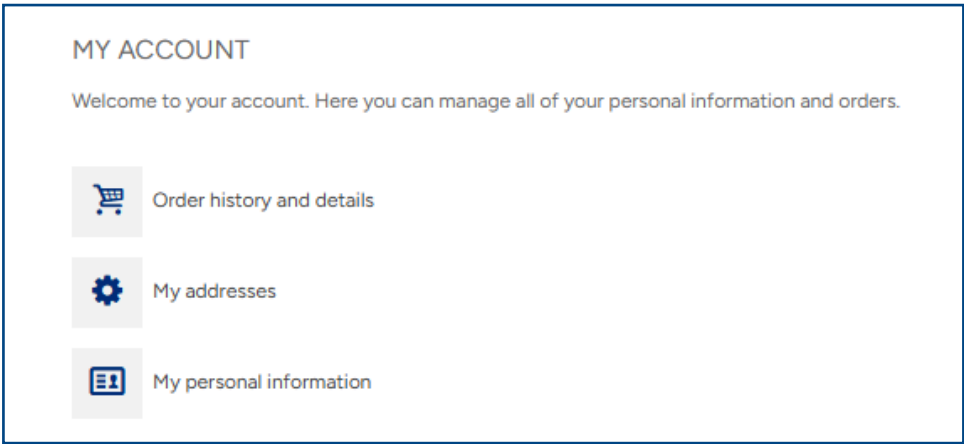 MY ACCOUNT
Welcome to your account. Here you can manage all of your personal information and orders.
Order history and details
My addresses
My personal information